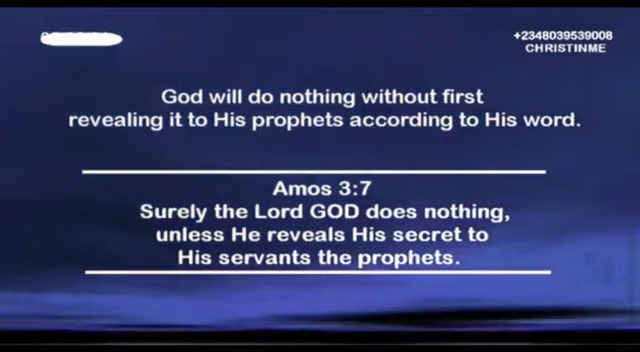 +2348039539008
CHRISTINME
God will do nothing without first
revealing it to His prophets according to His word.
Amos 3:7
Surely the Lord GOD does nothing,
unless He reveals His secret to
His servants the prophets.